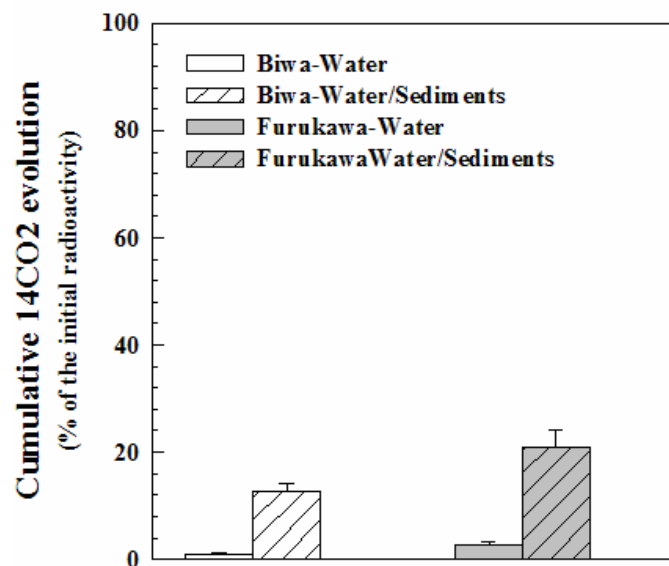 100
80
60
40
20
0
Cumulative 14CO2 evolution
(% of the initial radioactivity)
Biwa-Water
Biwa-Water/Sediments
Furukawa-Water
FurukawaWater/Sediments